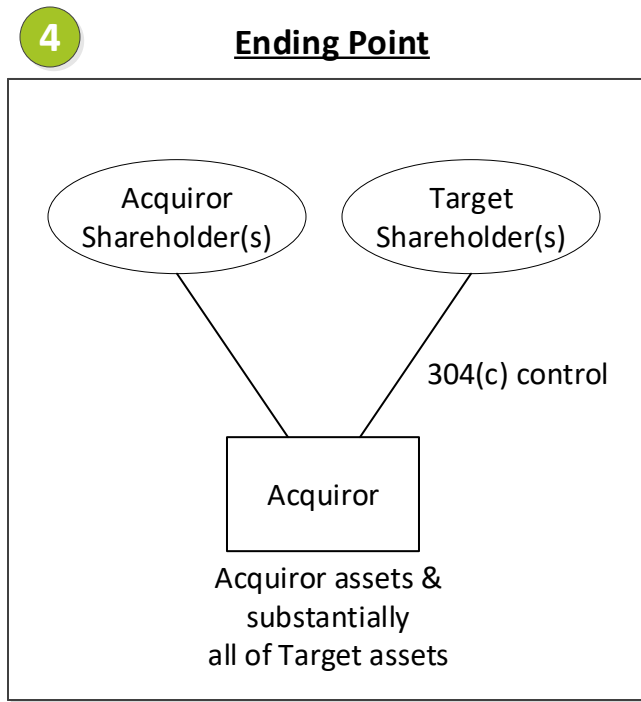 4
Ending Point
Acquiror
Shareholder(s)
Target
Shareholder(s)
304(c) control
Acquiror
Acquiror assets &
substantially
all of Target assets